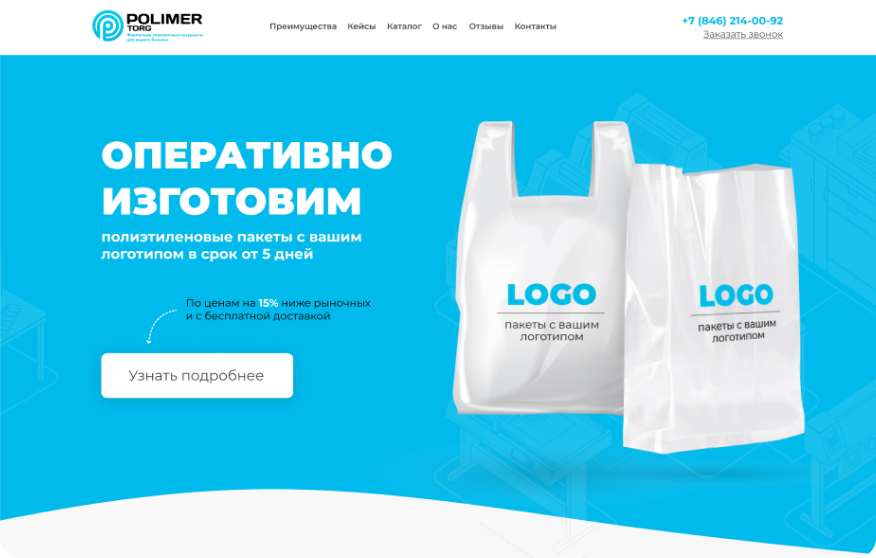 POLIMER
TORG
Фирменные упаковочные материалы
для вашего бизнеса
Преимущества Кейсы Каталог О нас Отзывы Контакты
+7 (846) 214-00-92
Заказать звонок
ОПЕРАТИВНО
ИЗГОТОВИМ
полиэтиленовые пакеты с вашим
логотипом в срок от 5 дней
По ценам на 15% ниже рыночных
и с бесплатной доставкой
Узнать подробнее
LOGO
пакеты с вашим
логотипом
LOGO
пакеты с вашим
логотипом